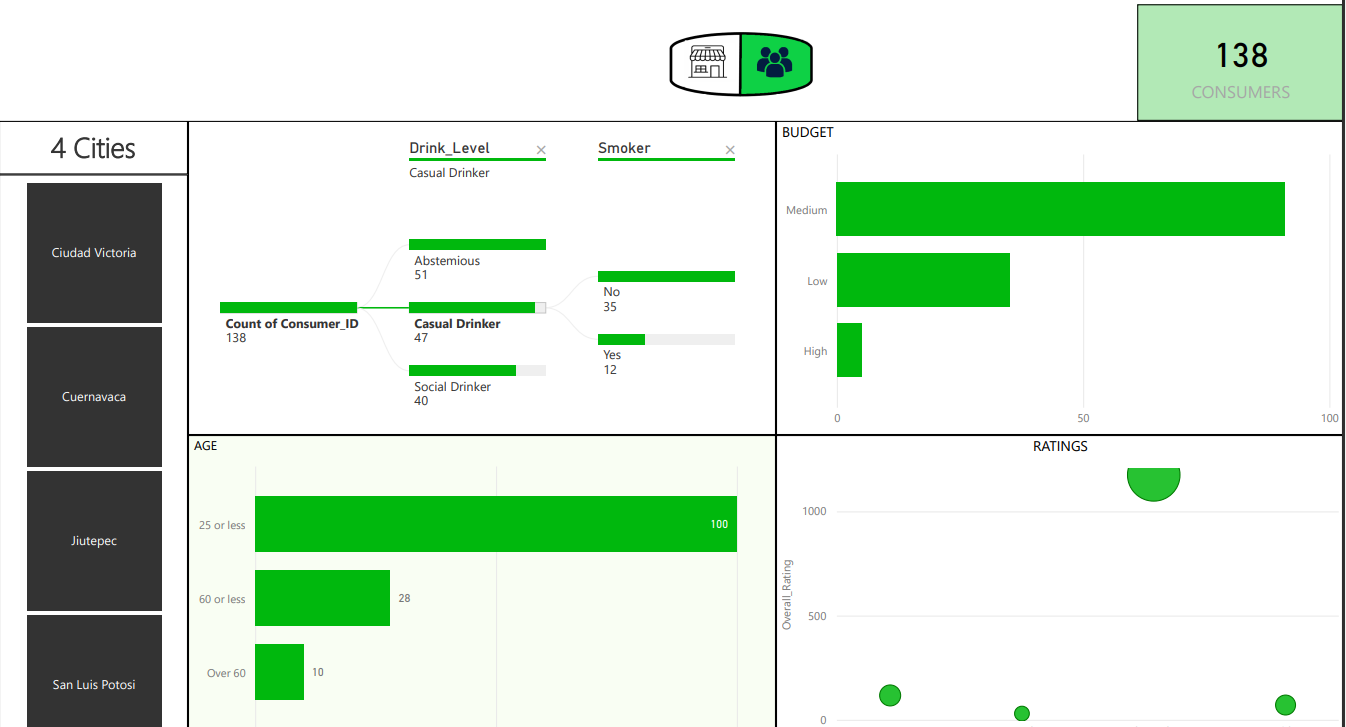 138
CONSUMERS
4 Cities
Ciudad Victoria
Cuernavaca
Jiutepec
San Luis Potosi
Drink_Level
Casual Drinker
Smoker
Count of Consumer_ID
138
Abstemious
51
Casual Drinker
47
Social Drinker
40
No
35
Yes
12
BUDGET
Medium
Low
High
0 50 100
AGE
25 or less 100
60 or less 28
Over 60 10
RATINGS
Overall_Rating
1000
500
0